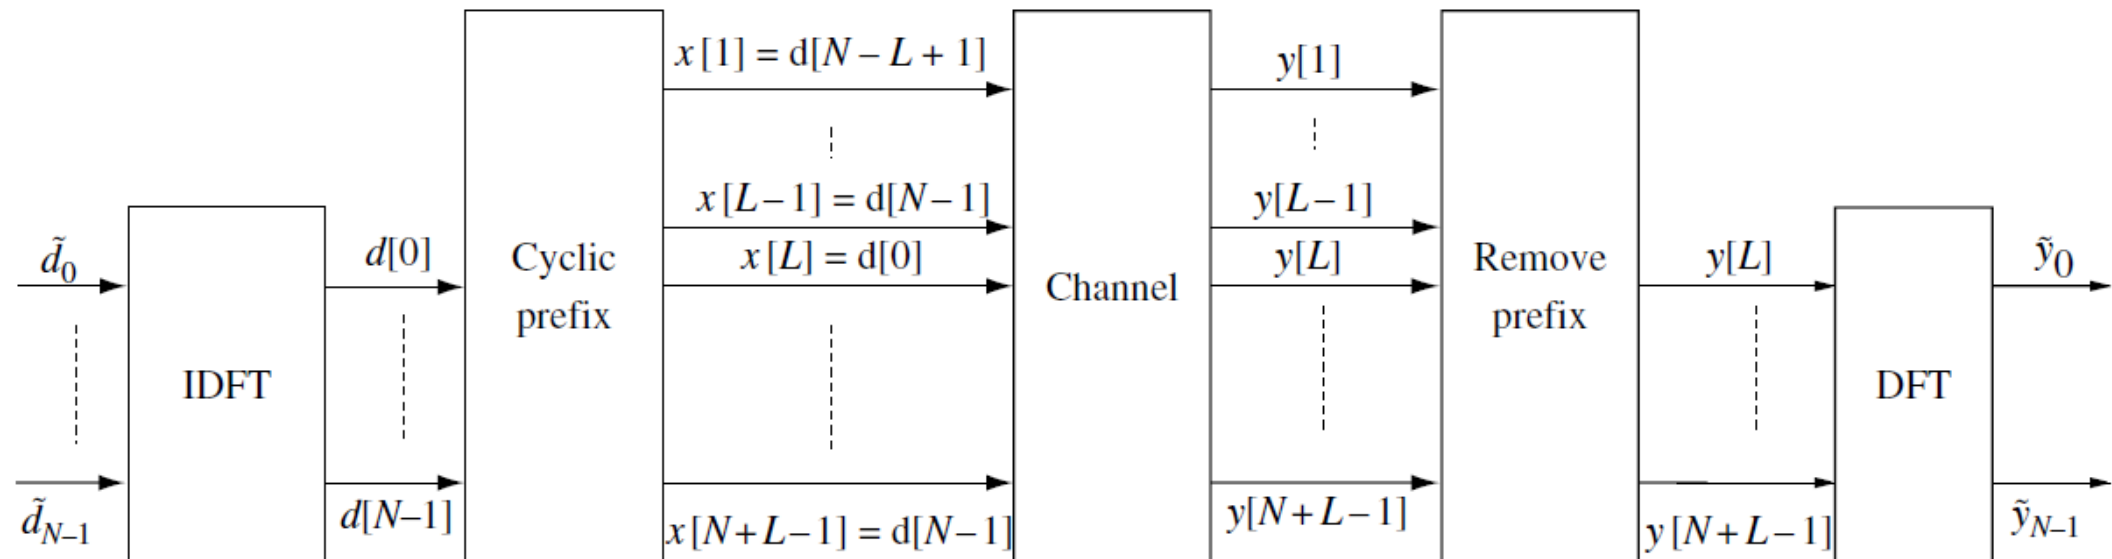 x[1] = d[N – L + 1]
y[1]
x[L–1] = d[N–1]
y[L–1]
d̃0
d[0]
Cyclic
prefix
x[L] = d[0]
Channel
y[L]
Remove
prefix
y[L]
ỹ0
IDFT
DFT
d̃N–1
d[N–1]
x[N+L–1] = d[N–1]
y[N+L–1]
y[N+L–1]
ỹN–1